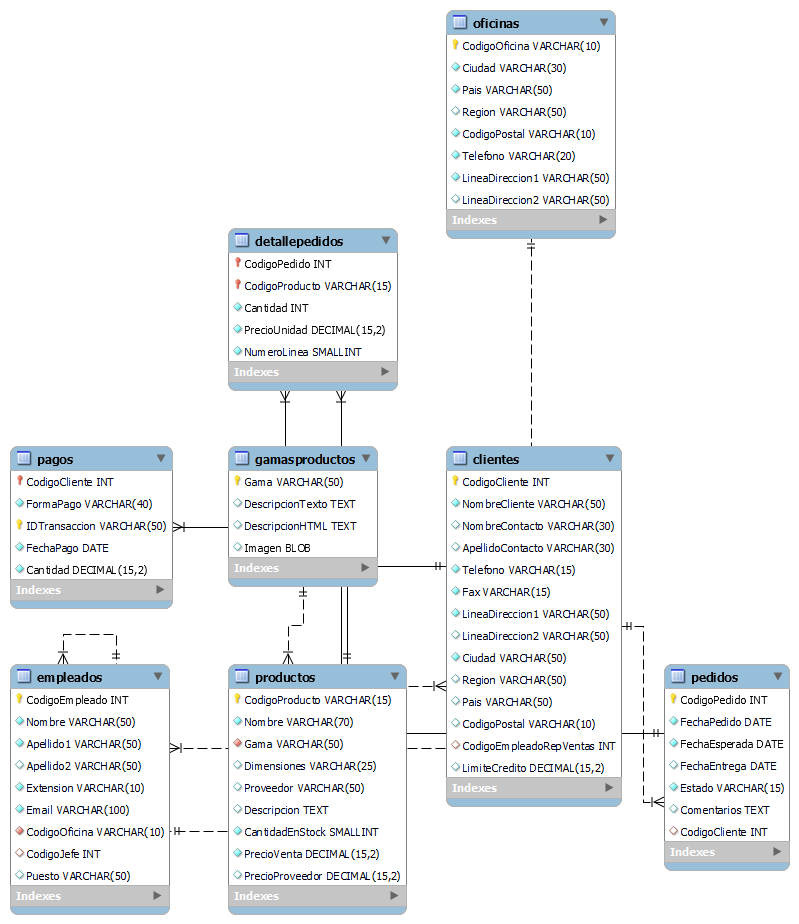 oficinas
CodigoOficina VARCHAR(10)
Ciudad VARCHAR(30)
Pais VARCHAR(50)
Region VARCHAR(50)
CodigoPostal VARCHAR(10)
Telefono VARCHAR(20)
LineaDireccion1 VARCHAR(50)
LineaDireccion2 VARCHAR(50)
Indexes
detallepedidos
CodigoPedido INT
CodigoProducto VARCHAR(15)
Cantidad INT
PrecioUnidad DECIMAL(15,2)
NumeroLinea SMALLINT
Indexes
pagos
CodigoCliente INT
FormaPago VARCHAR(40)
IDTransaccion VARCHAR(50)
FechaPago DATE
Cantidad DECIMAL(15,2)
Indexes
gamasproductos
Gama VARCHAR(50)
DescripcionTexto TEXT
DescripcionHTML TEXT
Imagen BLOB
Indexes
clientes
CodigoCliente INT
NombreCliente VARCHAR(50)
NombreContacto VARCHAR(30)
ApellidoContacto VARCHAR(30)
Telefono VARCHAR(15)
Fax VARCHAR(15)
LineaDireccion1 VARCHAR(50)
LineaDireccion2 VARCHAR(50)
Ciudad VARCHAR(50)
Region VARCHAR(50)
Pais VARCHAR(50)
CodigoPostal VARCHAR(10)
CodigoEmpleadoRepVentas INT
LimiteCredito DECIMAL(15,2)
Indexes
empleados
CodigoEmpleado INT
Nombre VARCHAR(50)
Apellido1 VARCHAR(50)
Apellido2 VARCHAR(50)
Extension VARCHAR(10)
Email VARCHAR(100)
CodigoOficina VARCHAR(10)
CodigoJefe INT
Puesto VARCHAR(50)
Indexes
productos
CodigoProducto VARCHAR(15)
Nombre VARCHAR(70)
Gama VARCHAR(50)
Dimensiones VARCHAR(25)
Proveedor VARCHAR(50)
Descripcion TEXT
CantidadEnStock SMALLINT
PrecioVenta DECIMAL(15,2)
PrecioProveedor DECIMAL(15,2)
Indexes
pedidos
CodigoPedido INT
FechaPedido DATE
FechaEsperada DATE
FechaEntrega DATE
Estado VARCHAR(15)
Comentarios TEXT
CodigoCliente INT
Indexes